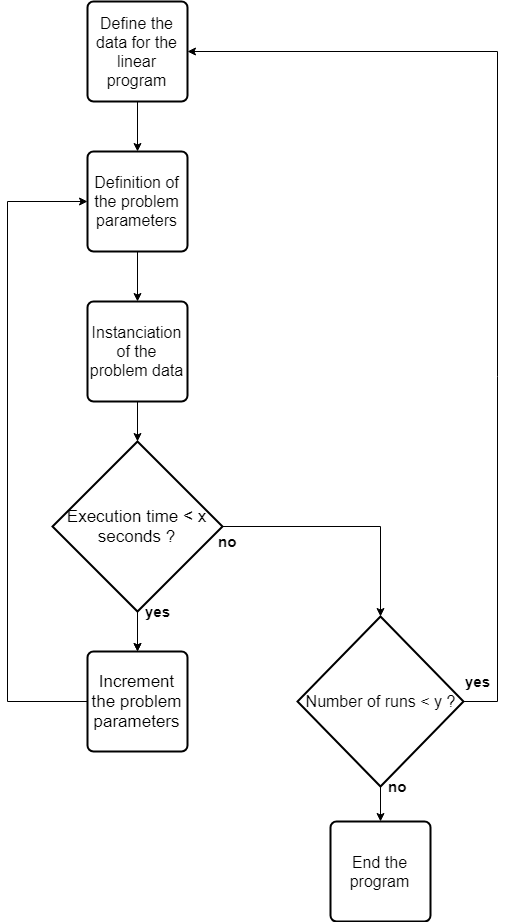 Define the
data for the
linear
program
Definition of
the problem
parameters
Instanciation
of the
problem data
Execution time < x
seconds ?
no
yes
Increment
the problem
parameters
yes
Number of runs < y ?
no
End the
program